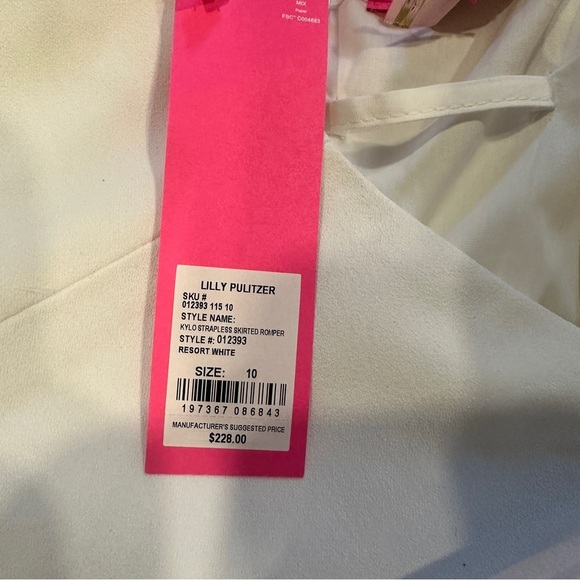 MIX
Paper
FSC® C004683
LILLY PULITZER
SKU #
012393 115 10
STYLE NAME:
KYLO STRAPLESS SKIRTED ROMPER
STYLE #: 012393
RESORT WHITE
SIZE: 10
197367 086843
MANUFACTURER'S SUGGESTED PRICE
$228.00